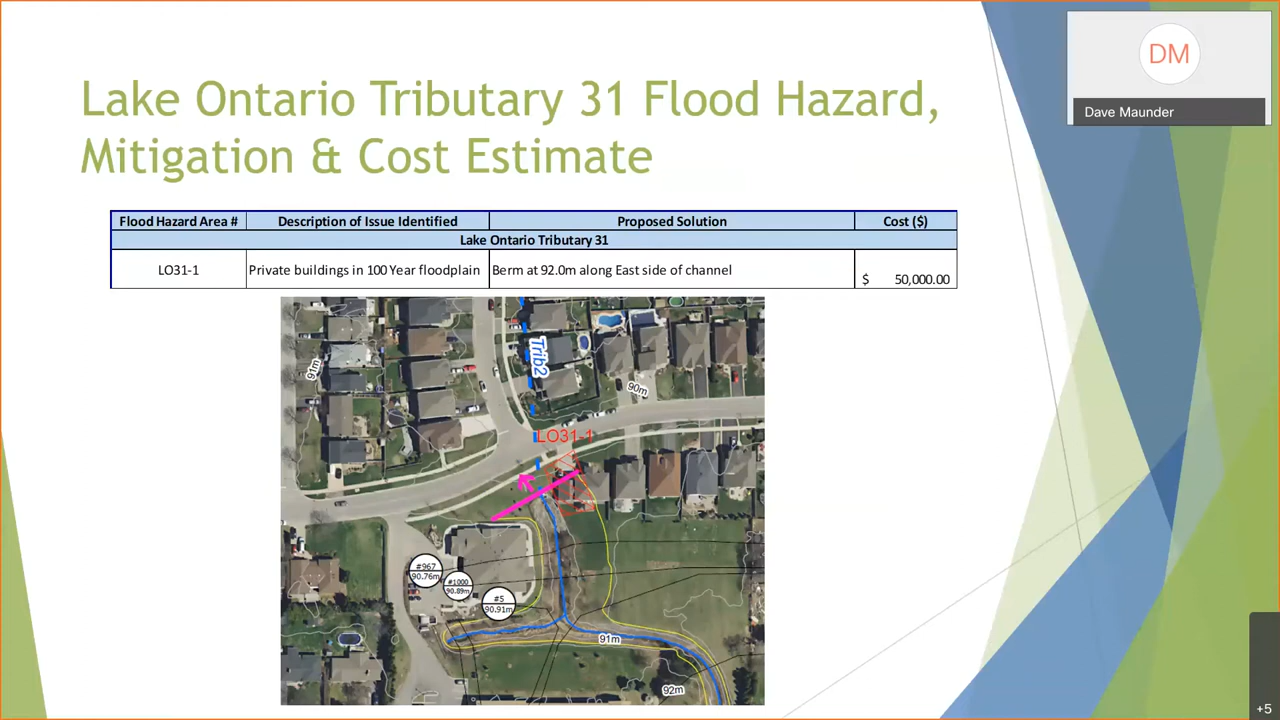 DM
Dave Maunder
Lake Ontario Tributary 31 Flood Hazard,
Mitigation & Cost Estimate
Flood Hazard Area # Description of Issue Identified Proposed Solution Cost ($)
Lake Ontario Tributary 31
LO31-1 Private buildings in 100 Year floodplain Berm at 92.0m along East side of channel $ 50,000.00
Trib2
91m
90m
LO31-1
#967
90.76m
#1000
90.89m
#5
90.91m
91m
92m
+5